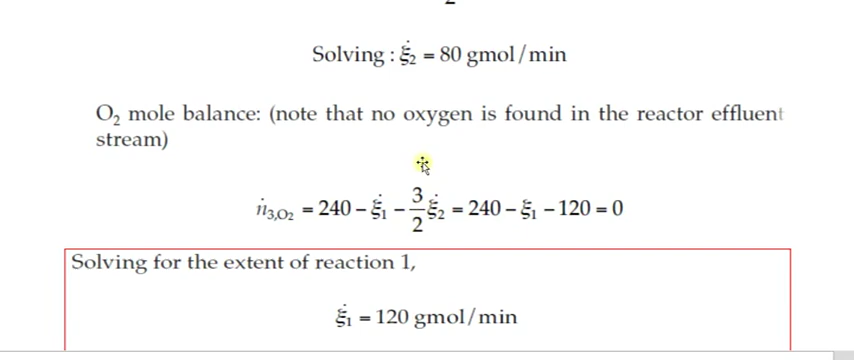 Solving : ξ̇₂ = 80 gmol/min
O₂ mole balance: (note that no oxygen is found in the reactor effluent
stream)
ṅ₃,O₂ = 240 − ξ̇₁ − 3/2 ξ̇₂ = 240 − ξ̇₁ − 120 = 0
Solving for the extent of reaction 1,
ξ̇₁ = 120 gmol/min